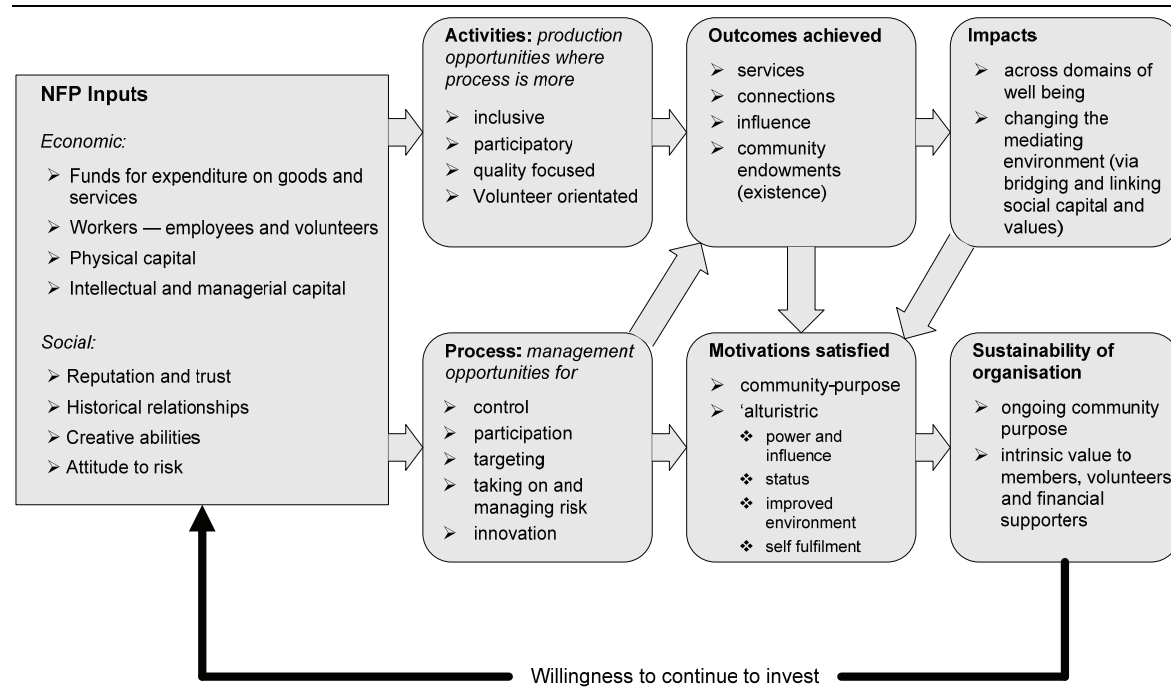 NFP Inputs
Economic:
➤ Funds for expenditure on goods and
services
➤ Workers — employees and volunteers
➤ Physical capital
➤ Intellectual and managerial capital
Social:
➤ Reputation and trust
➤ Historical relationships
➤ Creative abilities
➤ Attitude to risk
Activities: production
opportunities where
process is more
➤ inclusive
➤ participatory
➤ quality focused
➤ Volunteer orientated
Outcomes achieved
➤ services
➤ connections
➤ influence
➤ community
endowments
(existence)
Impacts
➤ across domains of
well being
➤ changing the
mediating
environment (via
bridging and linking
social capital and
values)
Process: management
opportunities for
➤ control
➤ participation
➤ targeting
➤ taking on and
managing risk
➤ innovation
Motivations satisfied
➤ community-purpose
➤ ‘alturistric
❖ power and
influence
❖ status
❖ improved
environment
❖ self fulfilment
Sustainability of
organisation
➤ ongoing community
purpose
➤ intrinsic value to
members, volunteers
and financial
supporters
Willingness to continue to invest